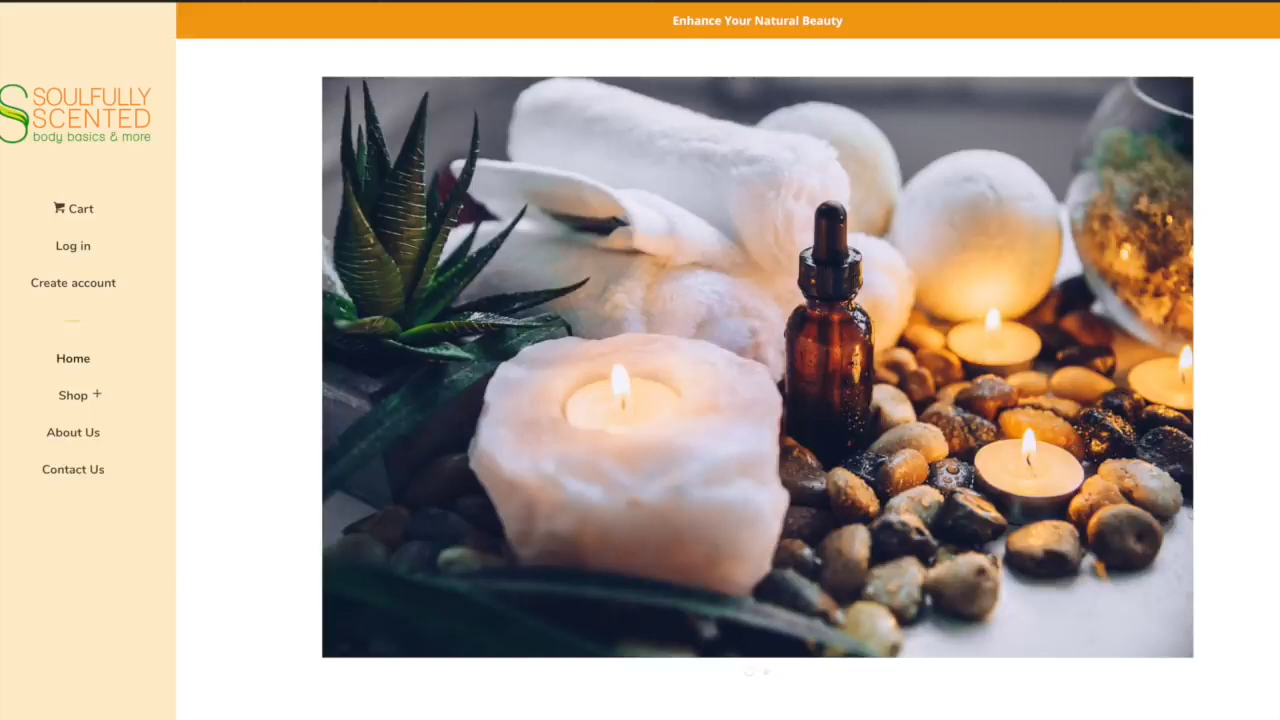 Enhance Your Natural Beauty
SOULFULLY
SCENTED
body basics & more
Cart
Log in
Create account
Home
Shop +
About Us
Contact Us